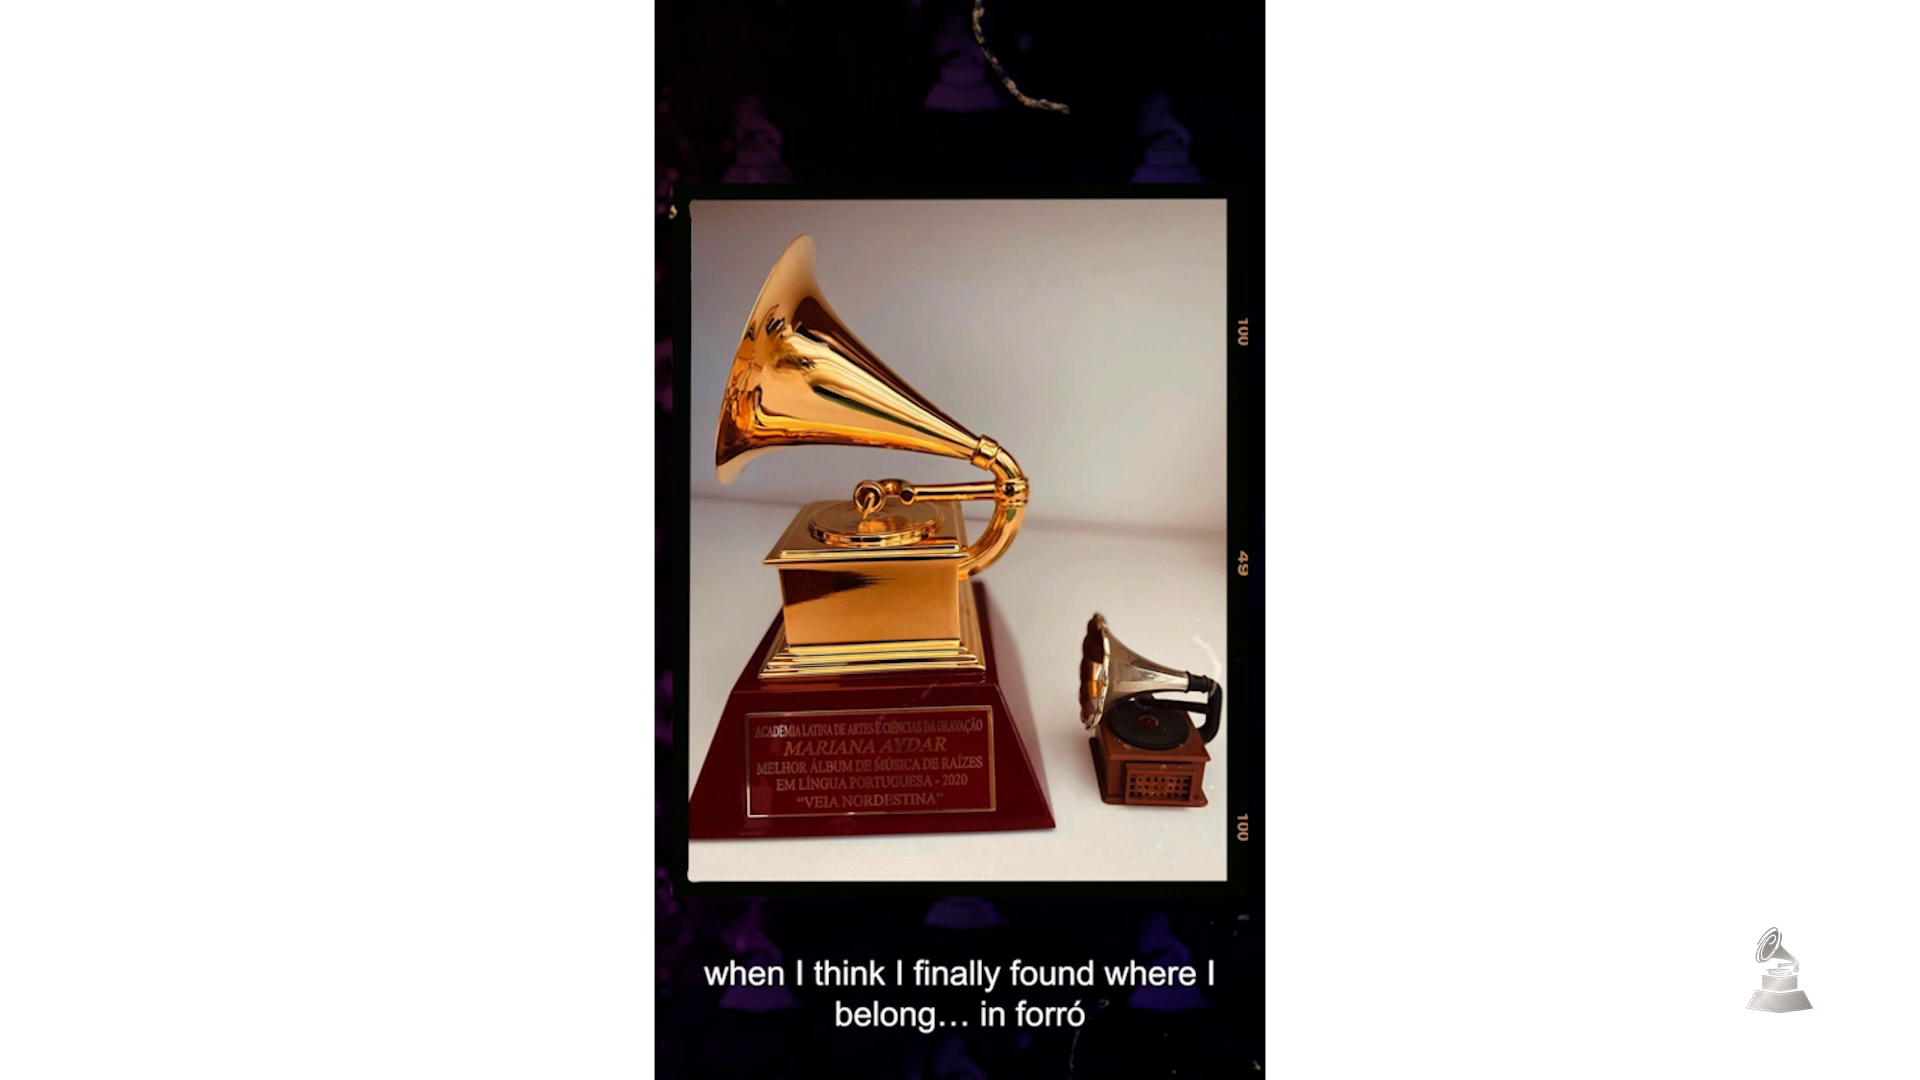 100
49
ACADEMIA LATINA DE ARTES E CIÊNCIAS DA GRAVAÇÃO
MARIANA AYDAR
MELHOR ÁLBUM DE MÚSICA DE RAÍZES
EM LÍNGUA PORTUGUESA - 2020
“VEIA NORDESTINA”
100
when I think I finally found where I
belong... in forró